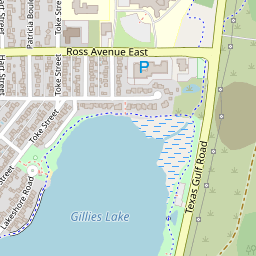 Hart Street
Patricia Boule
Toke Street
Ross Avenue East
P
Toke Street
Texas Gulf Road
Street
Lakeshore Road
Gillies Lake